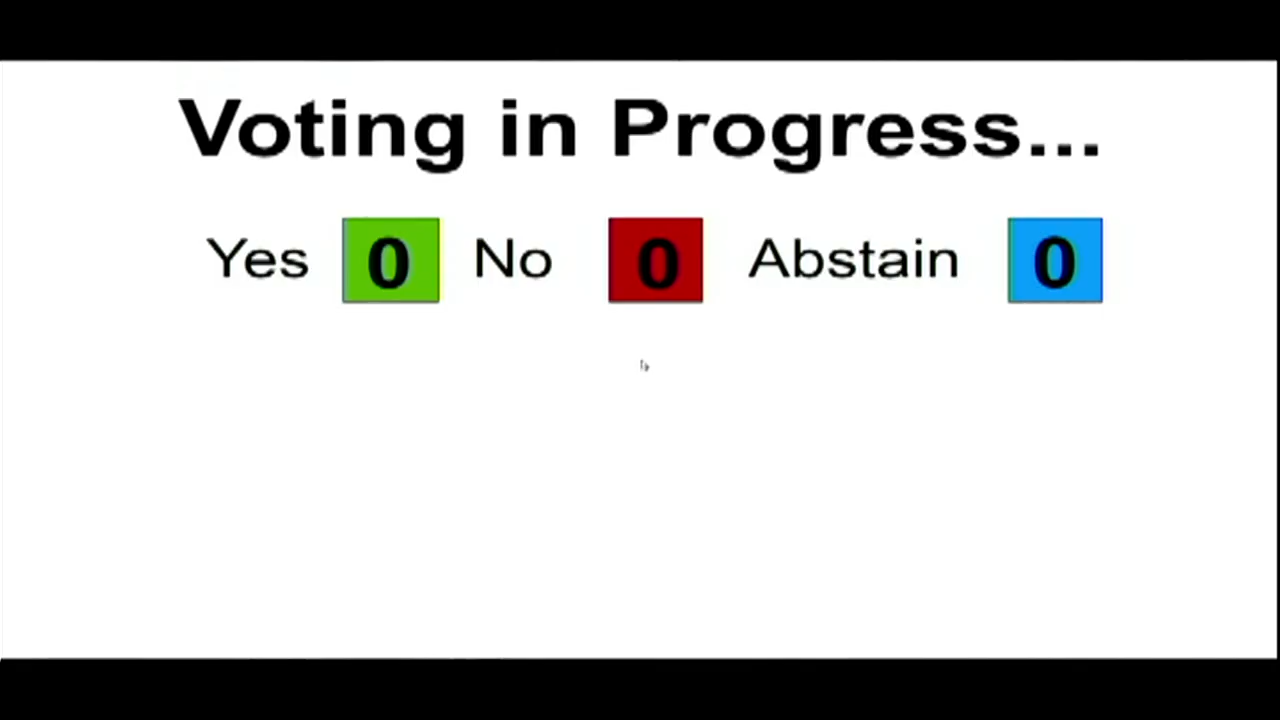 Voting in Progress...
Yes 0 No 0 Abstain 0